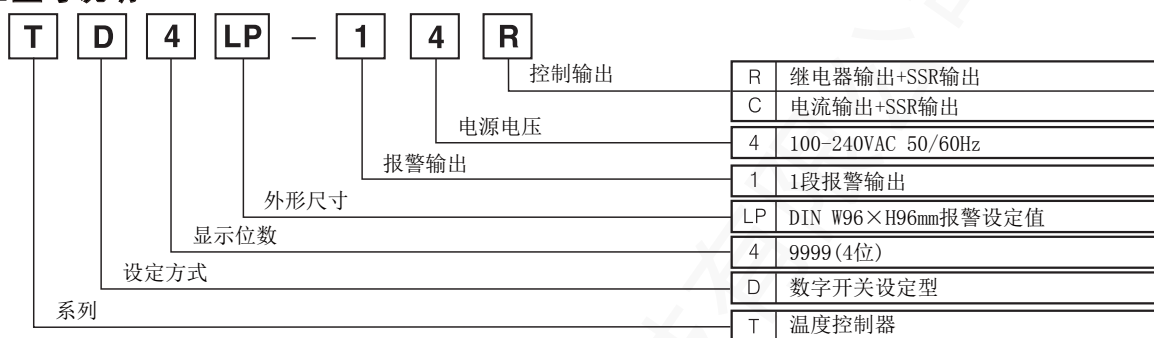 T D 4 LP — 1 4 R
控制输出 R 继电器输出+SSR输出
C 电流输出+SSR输出
电源电压 4 100-240VAC 50/60Hz
报警输出 1 1段报警输出
外形尺寸 LP DIN W96×H96mm报警设定值
显示位数 4 9999(4位)
设定方式 D 数字开关设定型
系列 T 温度控制器